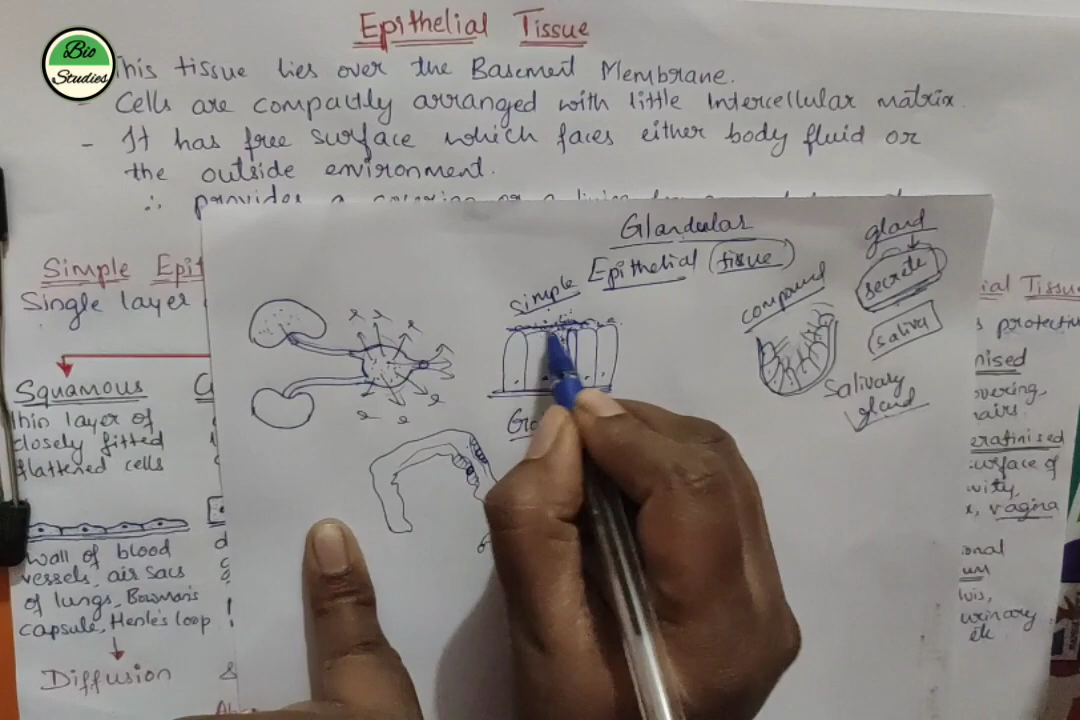 Epithelial Tissue
Bio
Studies
This tissue lies over the Basement Membrane.
- Cells are compactly arranged with little Intercellular matrix.
- It has free surface which faces either body fluid or
the outside environment.
∴ provides a
Simple Epit
Single layer
Squamous
thin layer of
closely fitted
flattened cells
wall of blood
vessels, air sacs
of lungs, Bowman's
capsule, Henle's loop
Diffusion
Glandular
Epithelial tissue
Simple
compound
Salivary
gland
gland
secrete
saliva
ial Tissue
s protectiv
nised
overing,
hairs.
eratinised
surface of
vity,
x, vagina
ional
um
lvis,
urinary
etc